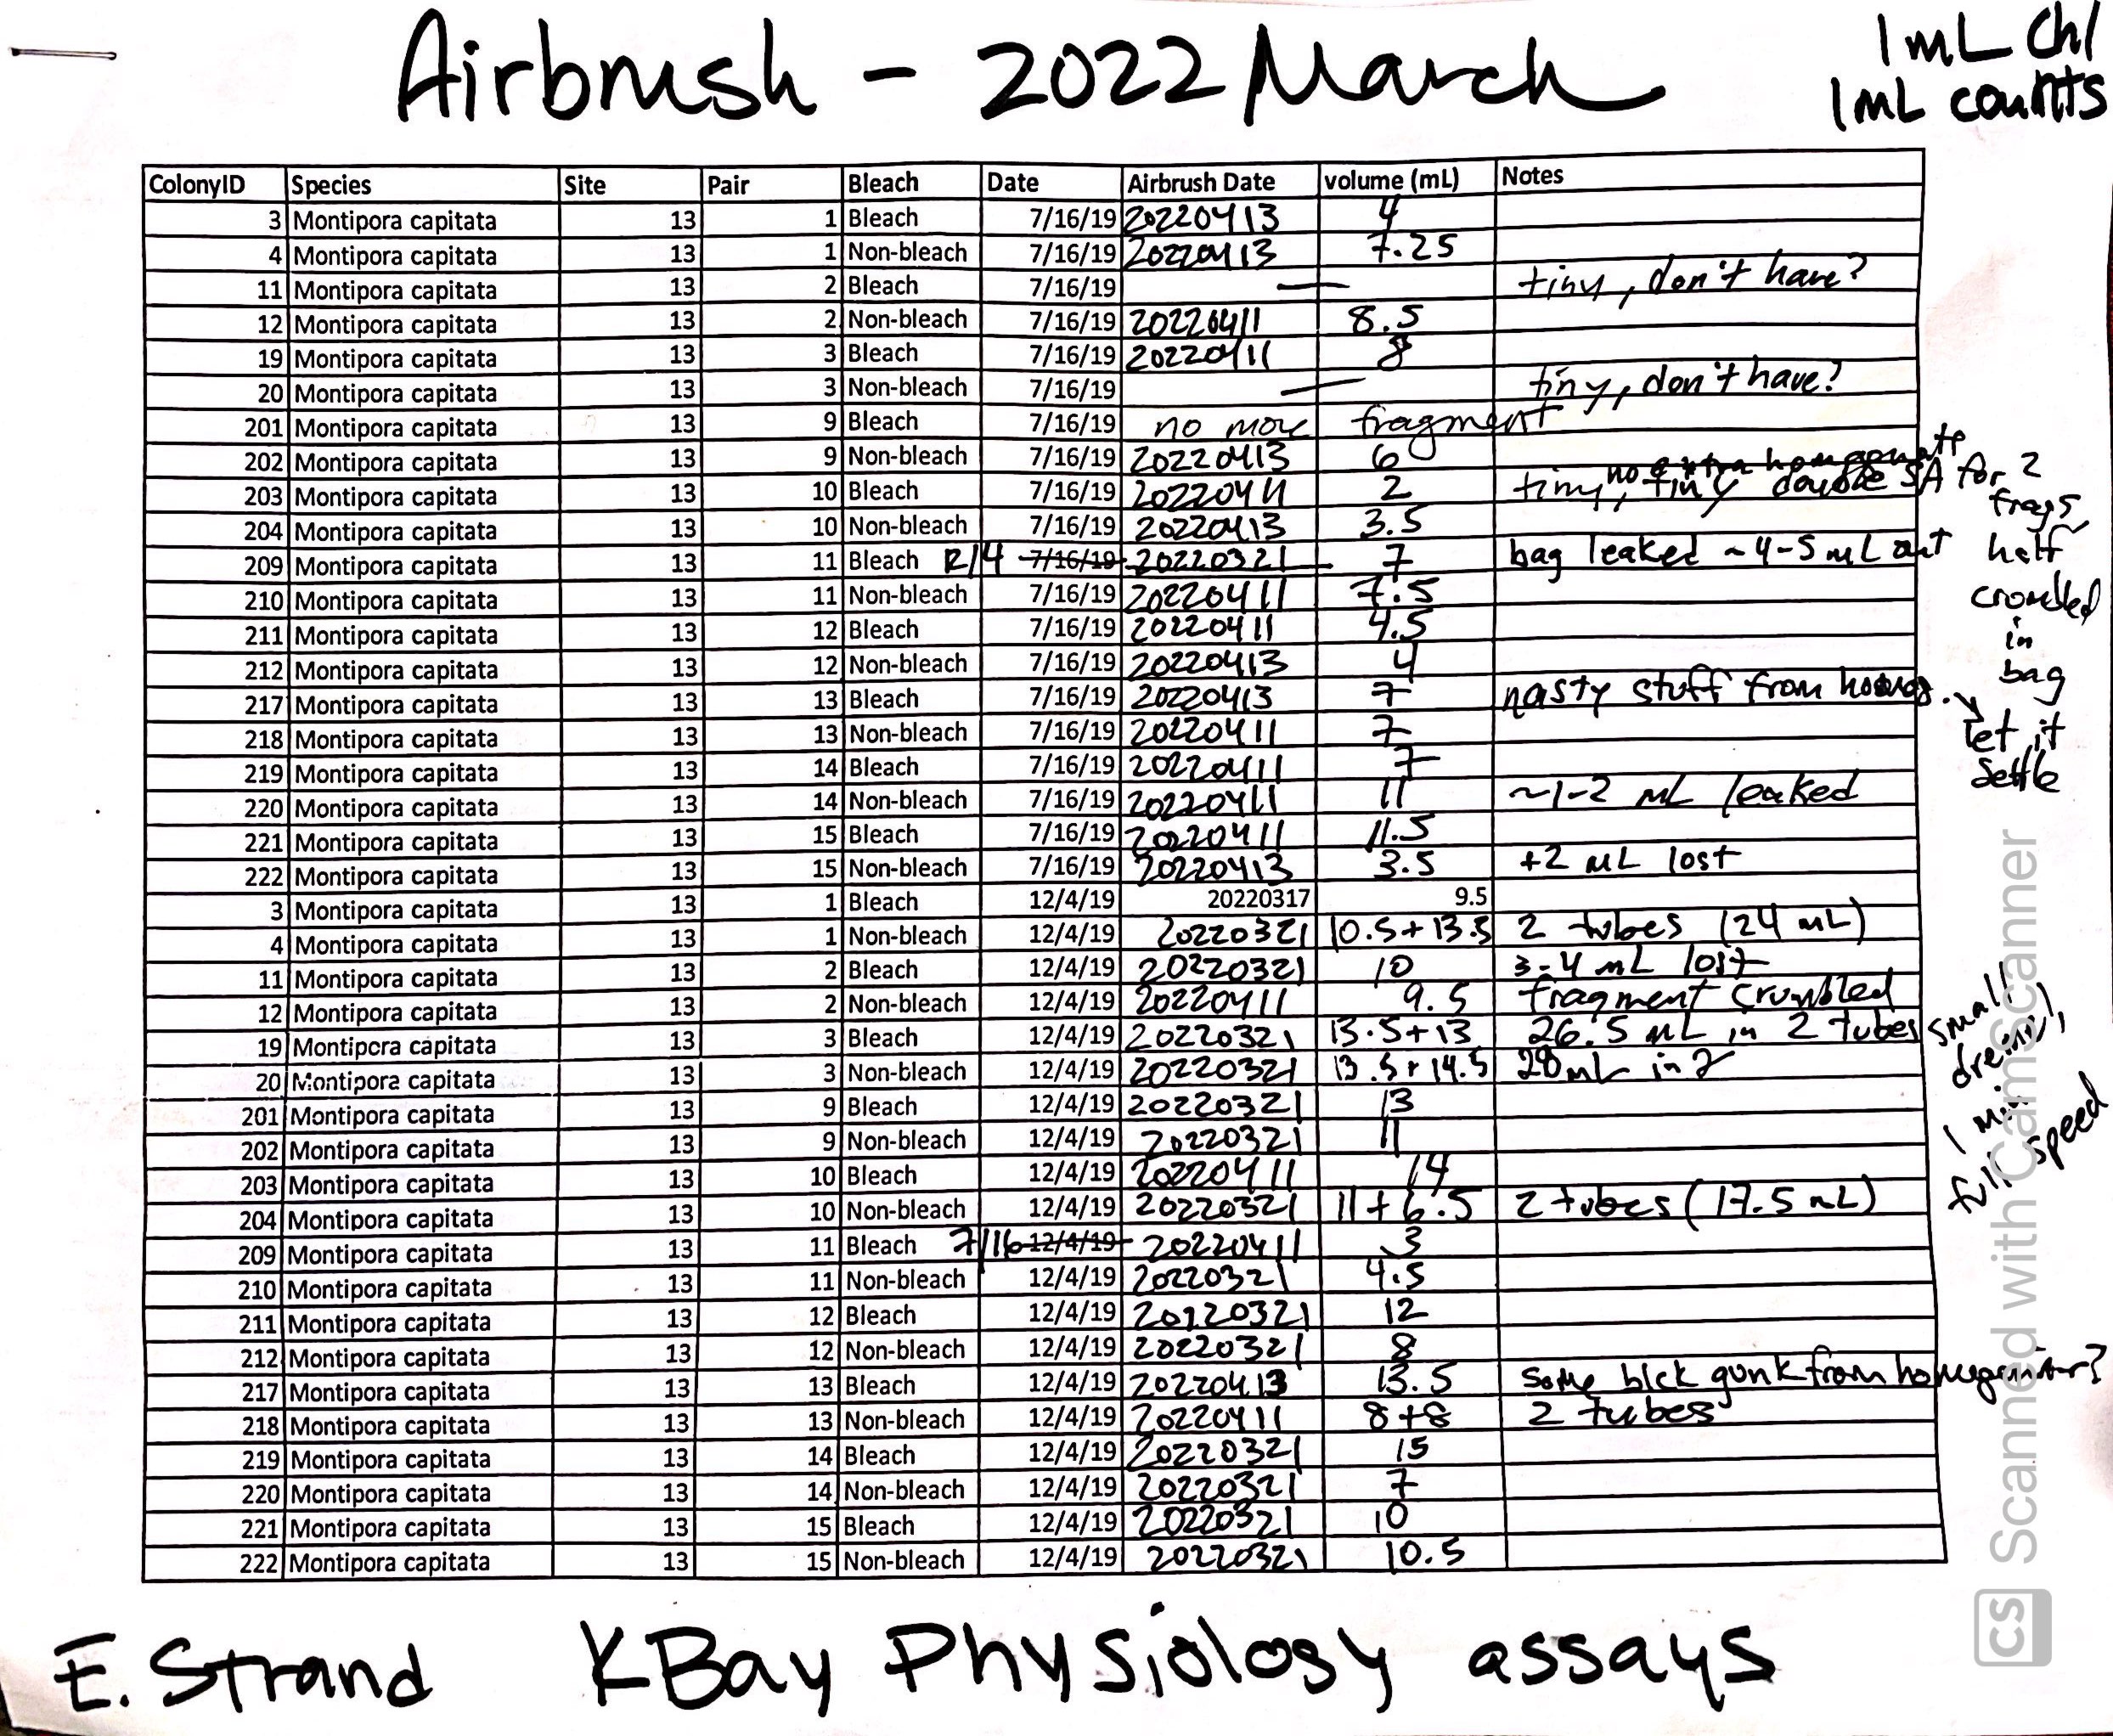 Airbrush - 2022 March
1 mL Chl
1 mL counts
ColonyID Species Site Pair Bleach Date Airbrush Date volume (mL) Notes
3 Montipora capitata 13 1 Bleach 7/16/19 20220413 4
4 Montipora capitata 13 1 Non-bleach 7/16/19 20220413 7.25
11 Montipora capitata 13 2 Bleach 7/16/19 — tiny, don't have?
12 Montipora capitata 13 2 Non-bleach 7/16/19 20220411 8.5
19 Montipora capitata 13 3 Bleach 7/16/19 20220411 8
20 Montipora capitata 13 3 Non-bleach 7/16/19 — tiny, don't have?
201 Montipora capitata 13 9 Bleach 7/16/19 no more fragment
202 Montipora capitata 13 9 Non-bleach 7/16/19 20220413 6
203 Montipora capitata 13 10 Bleach 7/16/19 20220411 2 tiny, tiny double SA for 2 frags
no extra homogenate
204 Montipora capitata 13 10 Non-bleach 7/16/19 20220413 3.5
209 Montipora capitata 13 11 Bleach 12/4 7/16/19 20220321 7 bag leaked ~4-5 mL out half crombled in bag
210 Montipora capitata 13 11 Non-bleach 7/16/19 20220411 7.5
211 Montipora capitata 13 12 Bleach 7/16/19 20220411 4.5
212 Montipora capitata 13 12 Non-bleach 7/16/19 20220413 4
217 Montipora capitata 13 13 Bleach 7/16/19 20220413 7 nasty stuff from let it settle
218 Montipora capitata 13 13 Non-bleach 7/16/19 20220411 7
219 Montipora capitata 13 14 Bleach 7/16/19 20220411 7
220 Montipora capitata 13 14 Non-bleach 7/16/19 20220411 11 ~1-2 mL leaked
221 Montipora capitata 13 15 Bleach 7/16/19 20220411 11.5
222 Montipora capitata 13 15 Non-bleach 7/16/19 20220413 3.5 +2 mL lost
3 Montipora capitata 13 1 Bleach 12/4/19 20220317 9.5
4 Montipora capitata 13 1 Non-bleach 12/4/19 20220321 10.5+13.5 2 tubes (24 mL)
11 Montipora capitata 13 2 Bleach 12/4/19 20220321 10 3-4 mL lost
12 Montipora capitata 13 2 Non-bleach 12/4/19 20220411 9.5 fragment crumbled
19 Montipora capitata 13 3 Bleach 12/4/19 20220321 13.5+13 26.5 mL in 2 tubes
20 Montipora capitata 13 3 Non-bleach 12/4/19 20220321 13.5+14.5 28 mL in 2
small dremel, 1 min full speed
201 Montipora capitata 13 9 Bleach 12/4/19 20220321 13
202 Montipora capitata 13 9 Non-bleach 12/4/19 20220321 11
203 Montipora capitata 13 10 Bleach 12/4/19 20220411 14
204 Montipora capitata 13 10 Non-bleach 12/4/19 20220321 11+6.5 2 tubes (17.5 mL)
209 Montipora capitata 13 11 Bleach 7/16 12/4/19 20220411 3
210 Montipora capitata 13 11 Non-bleach 12/4/19 20220321 4.5
211 Montipora capitata 13 12 Bleach 12/4/19 20220321 12
212 Montipora capitata 13 12 Non-bleach 12/4/19 20220321 8
217 Montipora capitata 13 13 Bleach 12/4/19 20220413 13.5 some blck gunk from homogenizer?
218 Montipora capitata 13 13 Non-bleach 12/4/19 20220411 8+8 2 tubes
219 Montipora capitata 13 14 Bleach 12/4/19 20220321 15
220 Montipora capitata 13 14 Non-bleach 12/4/19 20220321 7
221 Montipora capitata 13 15 Bleach 12/4/19 20220321 10
222 Montipora capitata 13 15 Non-bleach 12/4/19 20220321 10.5
E. Strand KBay Physiology assays
CS Scanned with CamScanner